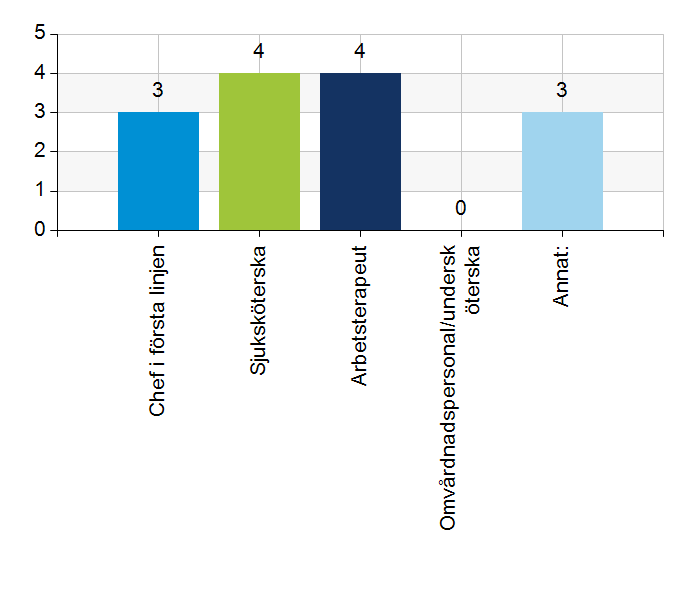 5
4
3
2
1
0
3
4
4
0
3
Chef i första linjen
Sjuksköterska
Arbetsterapeut
Omvårdnadspersonal/undersk
öterska
Annat: